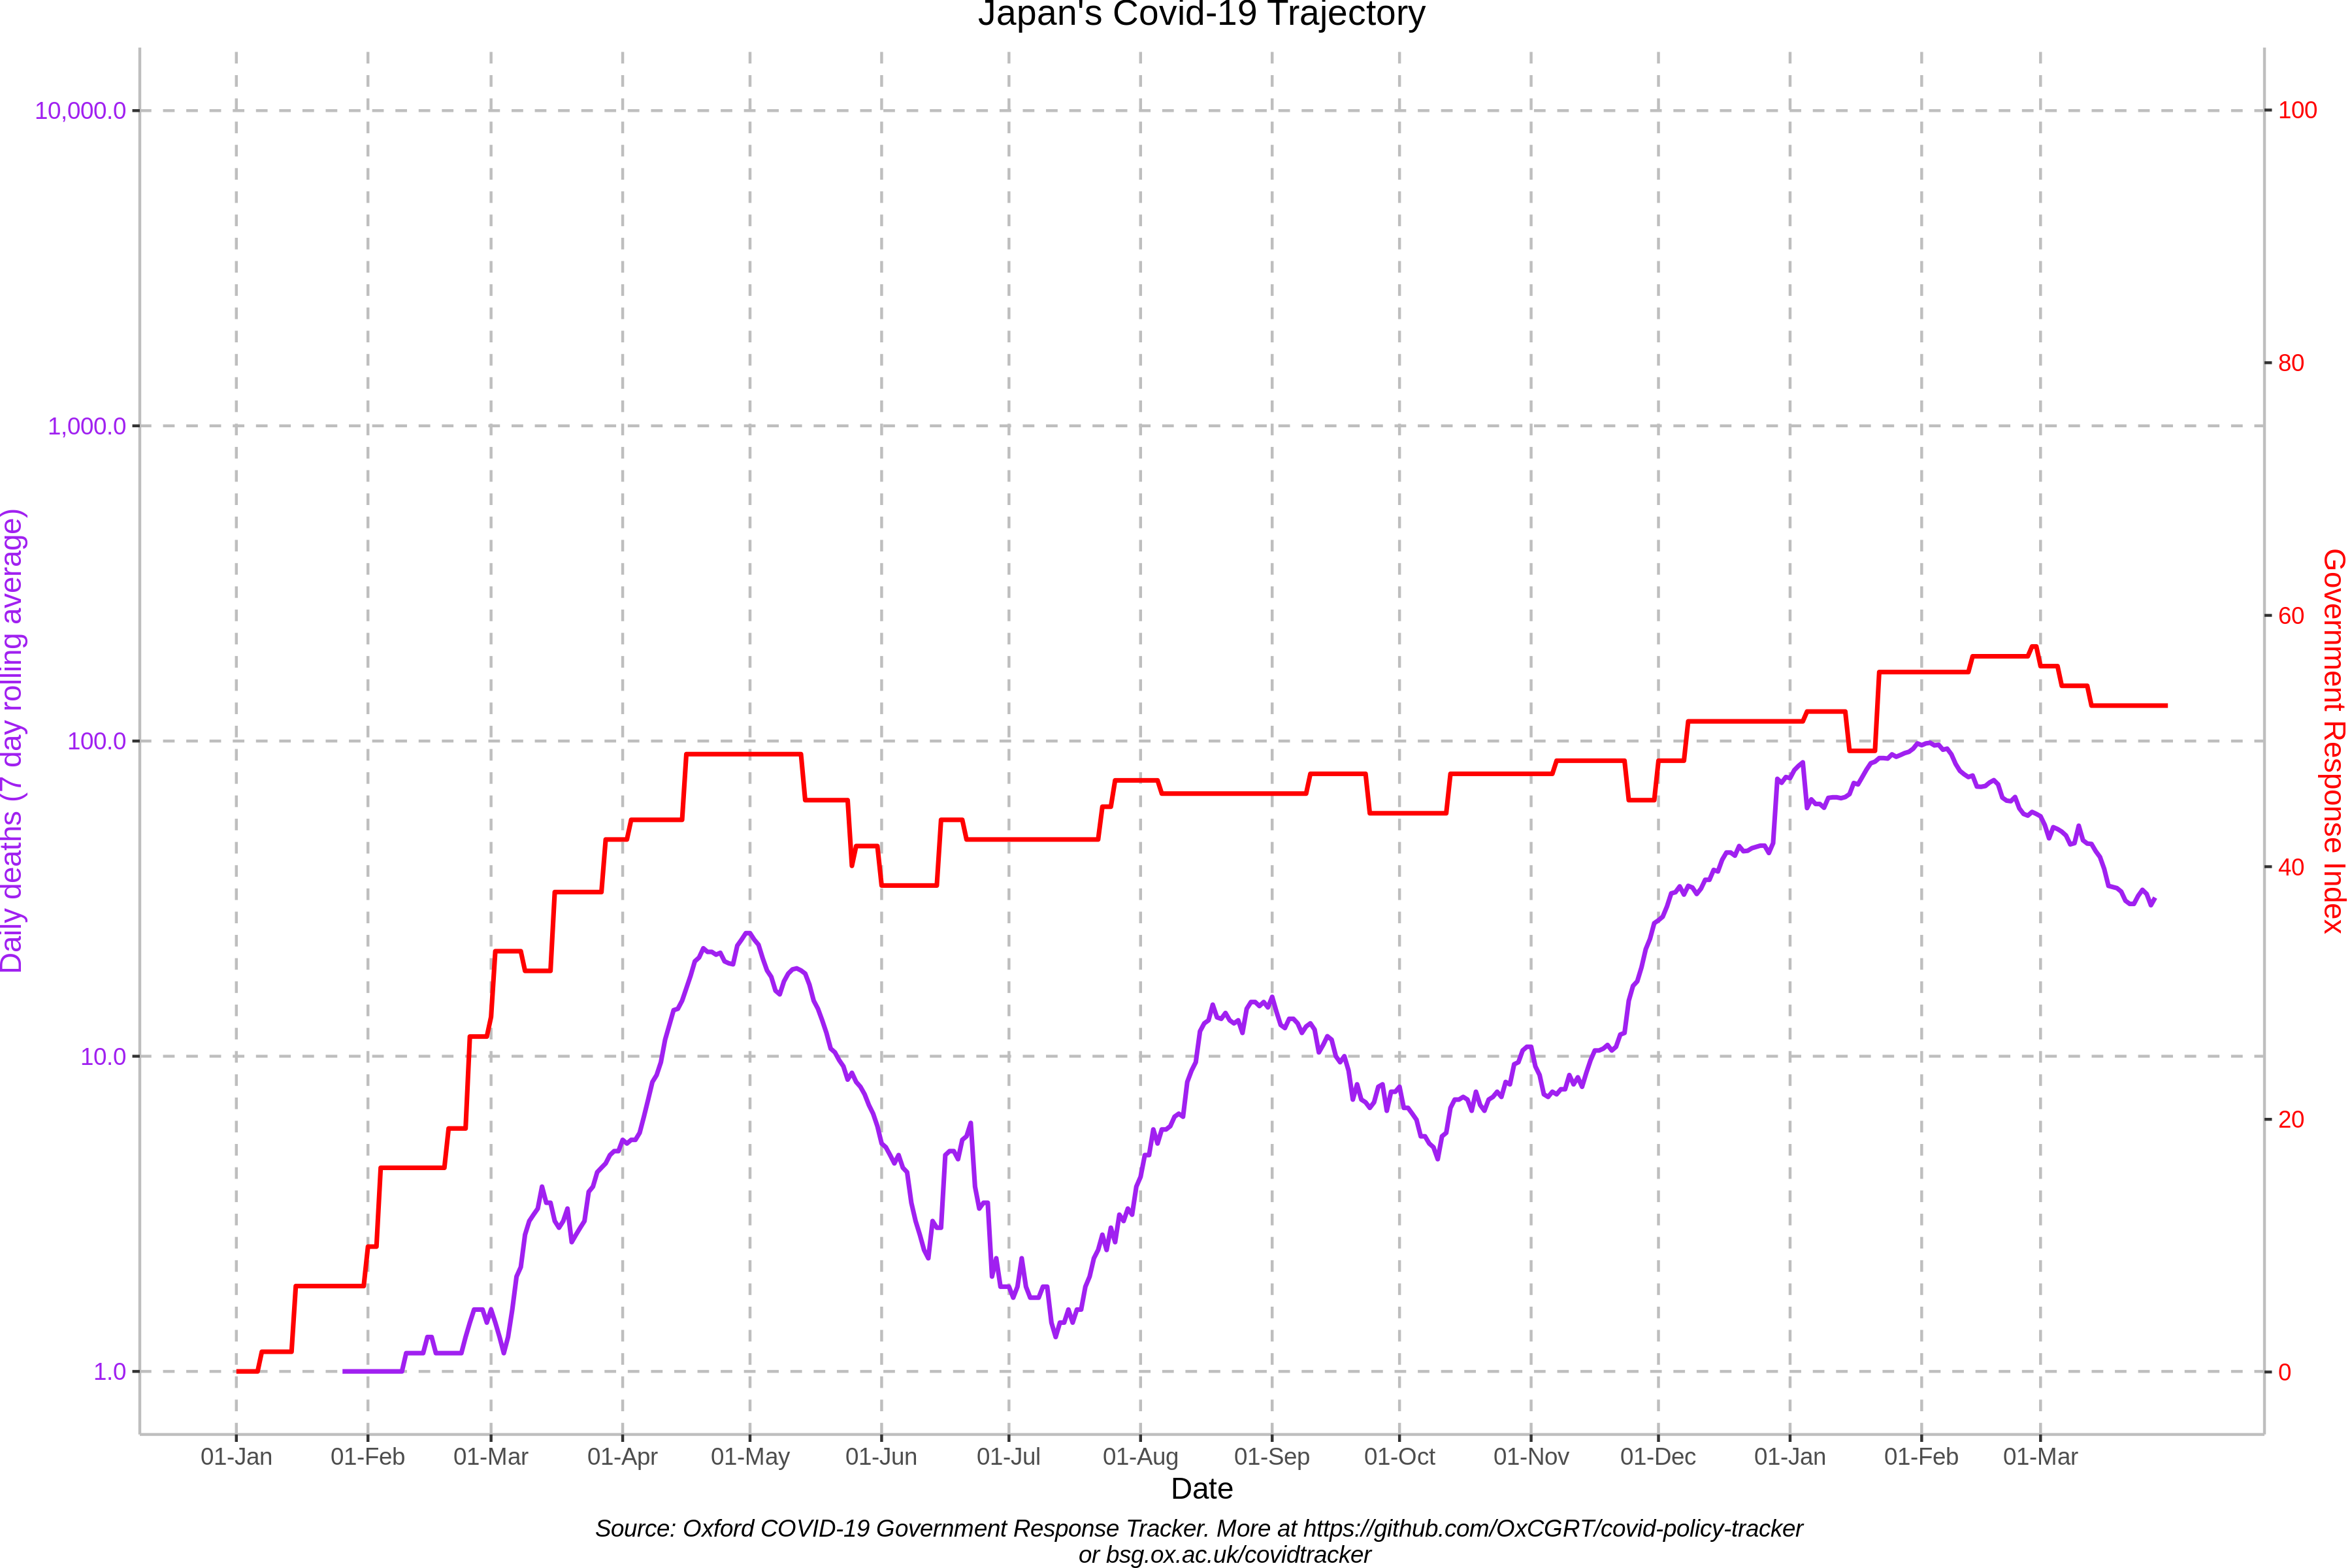 Japan's Covid-19 Trajectory
10,000.0
1,000.0
100.0
10.0
1.0
Daily deaths (7 day rolling average)
100
80
60
40
20
0
Government Response Index
01-Jan 01-Feb 01-Mar 01-Apr 01-May 01-Jun 01-Jul 01-Aug 01-Sep 01-Oct 01-Nov 01-Dec 01-Jan 01-Feb 01-Mar
Date
Source: Oxford COVID-19 Government Response Tracker. More at https://github.com/OxCGRT/covid-policy-tracker
or bsg.ox.ac.uk/covidtracker